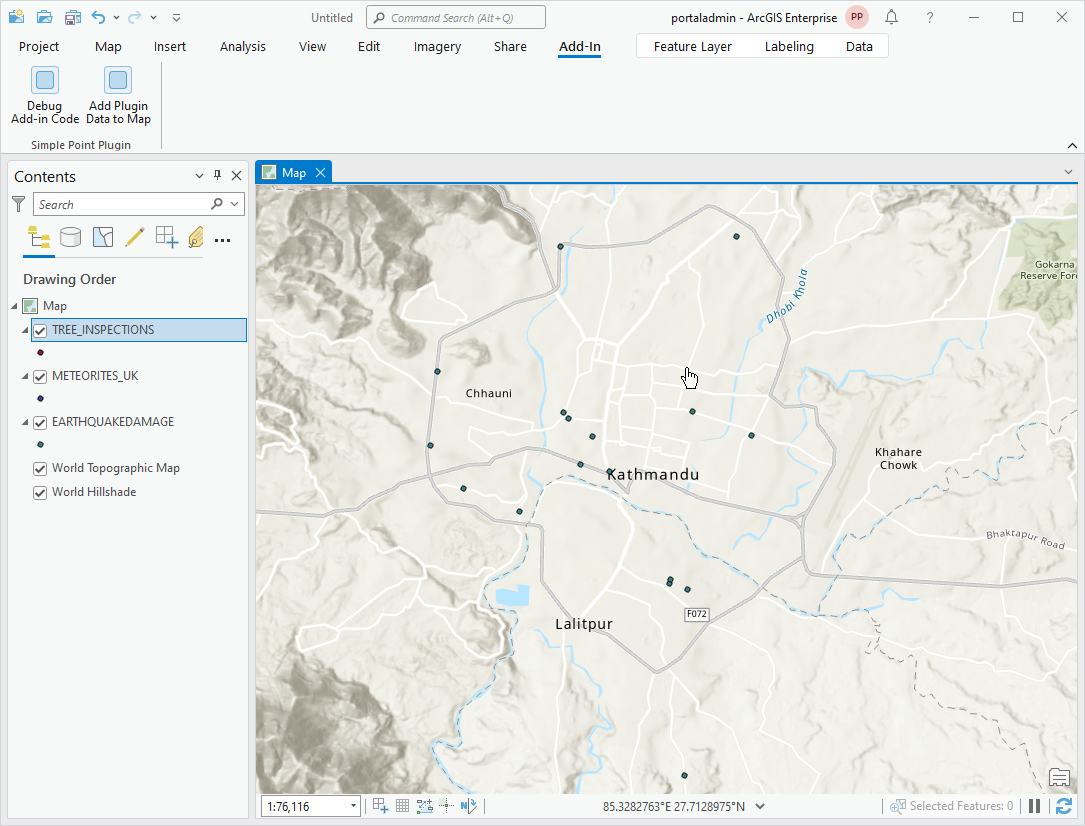 Untitled
Command Search (Alt+Q)
portaladmin - ArcGIS Enterprise
PP
?
Project
Map
Insert
Analysis
View
Edit
Imagery
Share
Add-In
Feature Layer
Labeling
Data
Debug
Add-in Code
Add Plugin
Data to Map
Simple Point Plugin
Contents
Search
Drawing Order
Map
TREE_INSPECTIONS
METEORITES_UK
EARTHQUAKEDAMAGE
World Topographic Map
World Hillshade
Map
Gokarna
Reserve Fore
Dhobi Khola
Chhauni
Kathmandu
Khahare
Chowk
Bhaktapur Road
F072
Lalitpur
1:76,116
85.3282763°E 27.7128975°N
Selected Features: 0